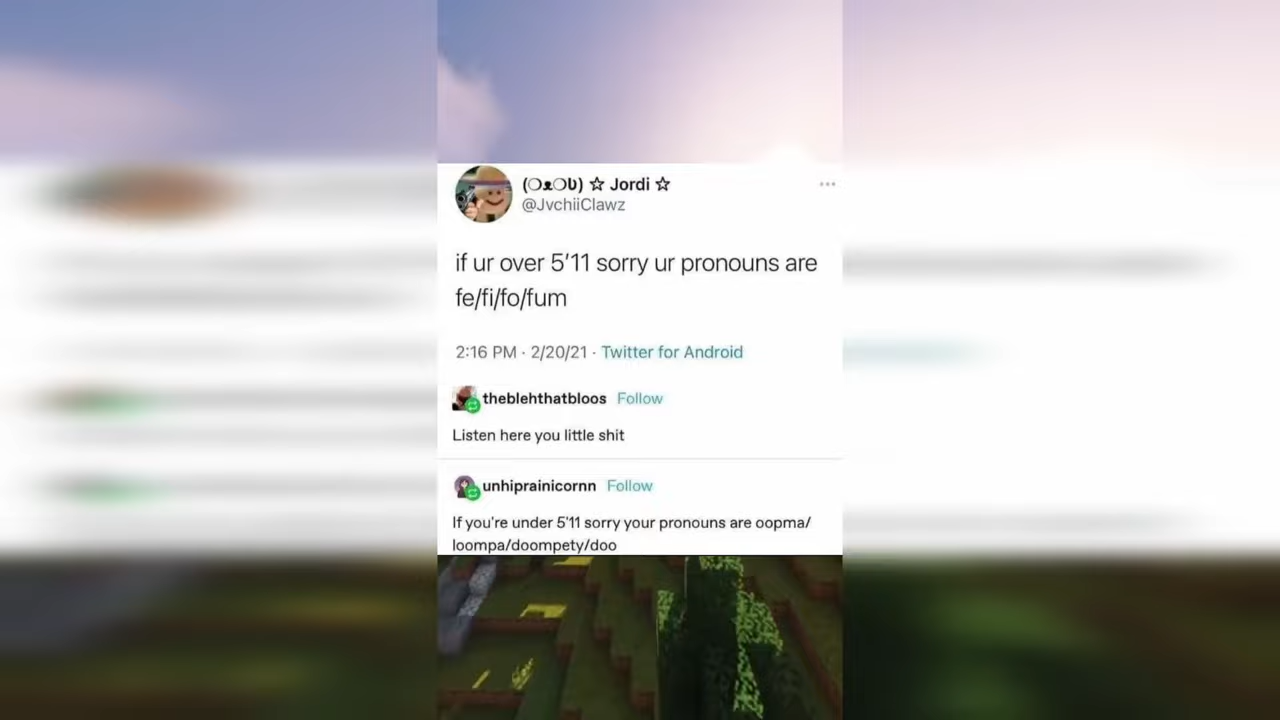 (❍ᴥ❍ʋ) ☆ Jordi ☆
@JvchiiClawz
if ur over 5'11 sorry ur pronouns are
fe/fi/fo/fum
2:16 PM · 2/20/21 · Twitter for Android
theblehthatbloos Follow
Listen here you little shit
unhiprainicornn Follow
If you're under 5'11 sorry your pronouns are oopma/
loompa/doompety/doo